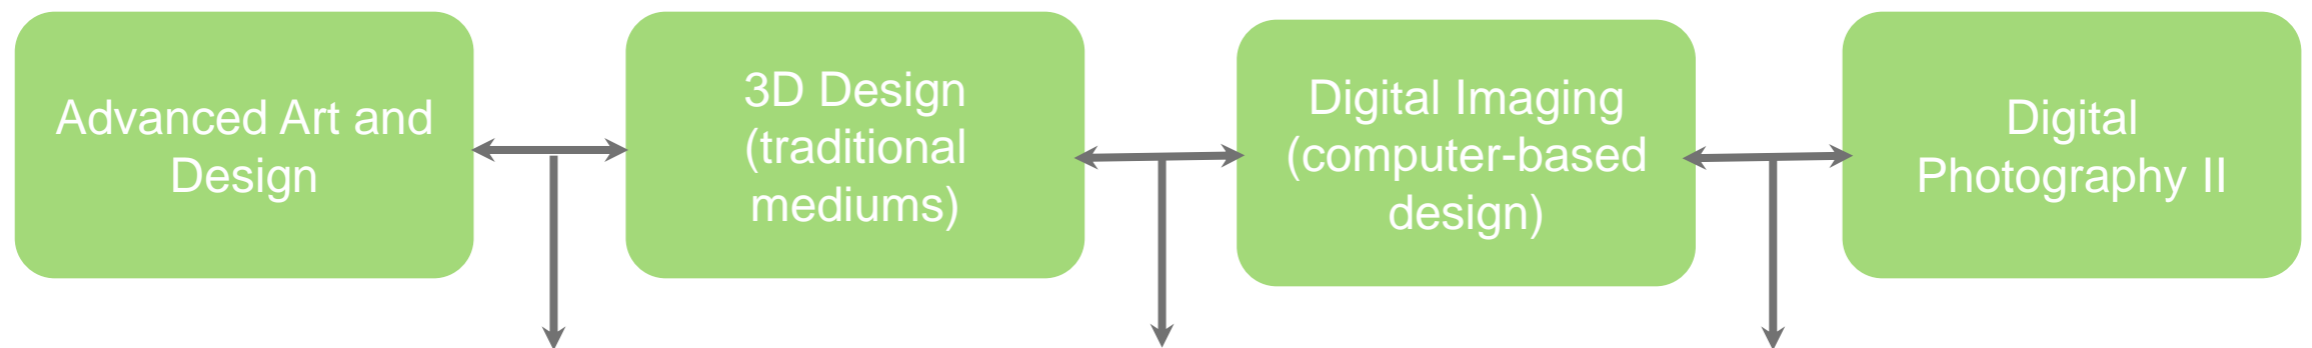 Advanced Art and
Design
3D Design
(traditional
mediums)
Digital Imaging
(computer-based
design)
Digital
Photography II